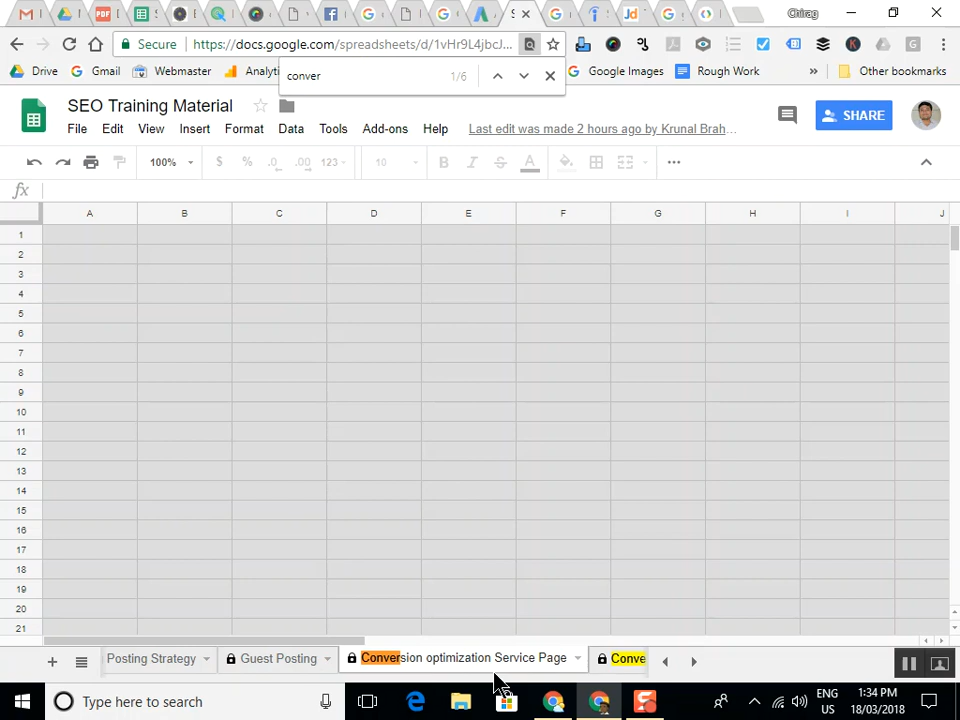 Chirag
Secure https://docs.google.com/spreadsheets/d/1vHr9L4jbcJ...
Drive Gmail Webmaster Analyti Google Images Rough Work » Other bookmarks
conver 1/6
SEO Training Material
File Edit View Insert Format Data Tools Add-ons Help Last edit was made 2 hours ago by Krunal Brah...
SHARE
100% $ % .0 .00 123 10 B I S A
fx
A B C D E F G H I J
1
2
3
4
5
6
7
8
9
10
11
12
13
14
15
16
17
18
19
20
21
Posting Strategy Guest Posting Conversion optimization Service Page Conve
Type here to search
ENG
US
1:34 PM
18/03/2018